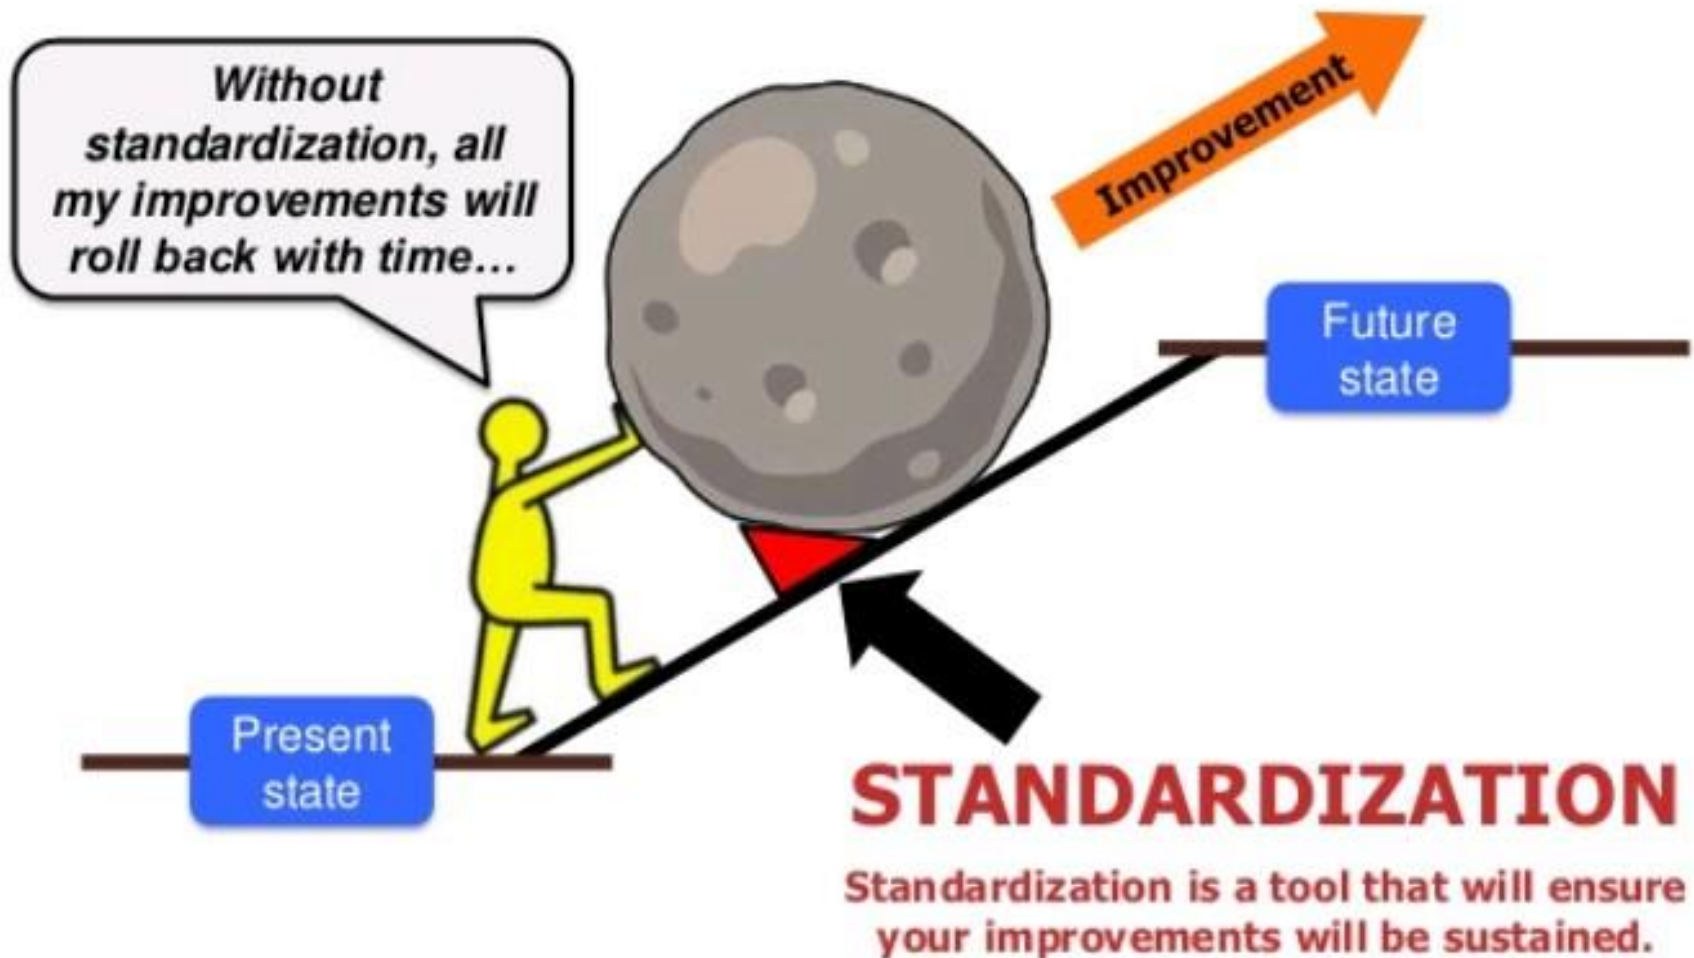 Without
standardization, all
my improvements will
roll back with time...
Improvement
Future
state
Present
state
STANDARDIZATION
Standardization is a tool that will ensure
your improvements will be sustained.